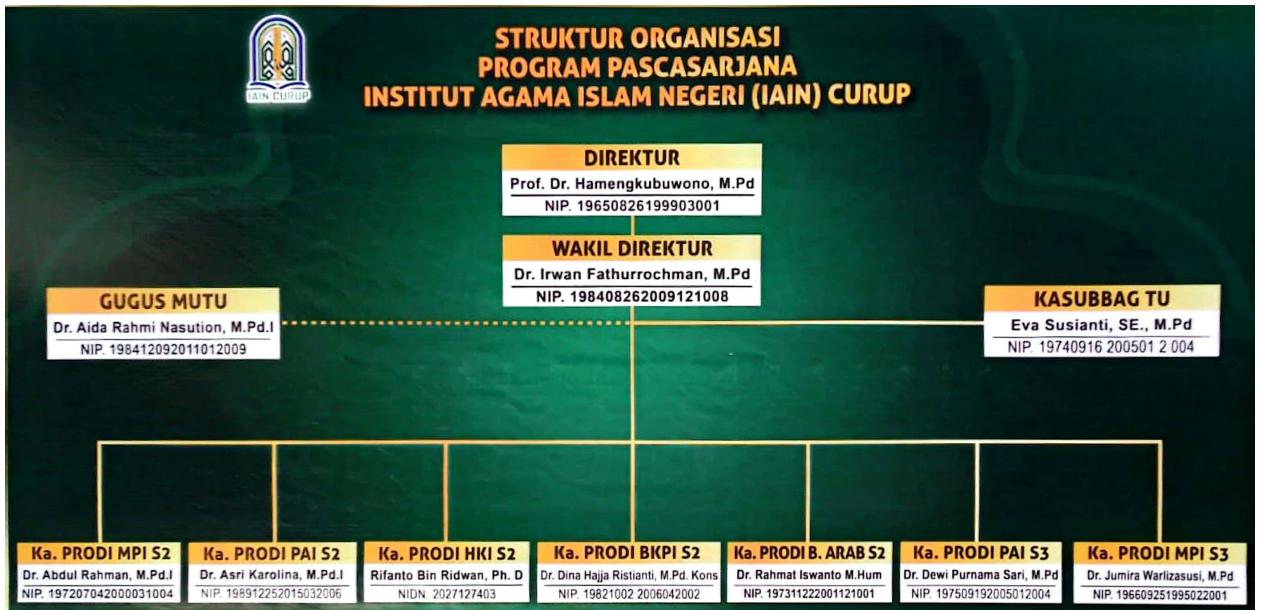 IAIN CURUP
STRUKTUR ORGANISASI
PROGRAM PASCASARJANA
INSTITUT AGAMA ISLAM NEGERI (IAIN) CURUP
DIREKTUR
Prof. Dr. Hamengkubuwono, M.Pd
NIP. 19650826199903001
WAKIL DIREKTUR
Dr. Irwan Fathurrochman, M.Pd
NIP. 198408262009121008
GUGUS MUTU
Dr. Aida Rahmi Nasution, M.Pd.I
NIP. 198412092011012009
KASUBBAG TU
Eva Susianti, SE., M.Pd
NIP. 19740916 200501 2 004
Ka. PRODI MPI S2
Dr. Abdul Rahman, M.Pd.I
NIP. 197207042000031004
Ka. PRODI PAI S2
Dr. Asri Karolina, M.Pd.I
NIP. 198912252015032006
Ka. PRODI HKI S2
Rifanto Bin Ridwan, Ph. D
NIDN. 2027127403
Ka. PRODI BKPI S2
Dr. Dina Hajja Ristianti, M.Pd. Kons
NIP. 19821002 2006042002
Ka. PRODI B. ARAB S2
Dr. Rahmat Iswanto M.Hum
NIP. 197311222001121001
Ka. PRODI PAI S3
Dr. Dewi Purnama Sari, M.Pd
NIP. 197509192005012004
Ka. PRODI MPI S3
Dr. Jumira Warlizasusi, M.Pd
NIP. 196609251995022001